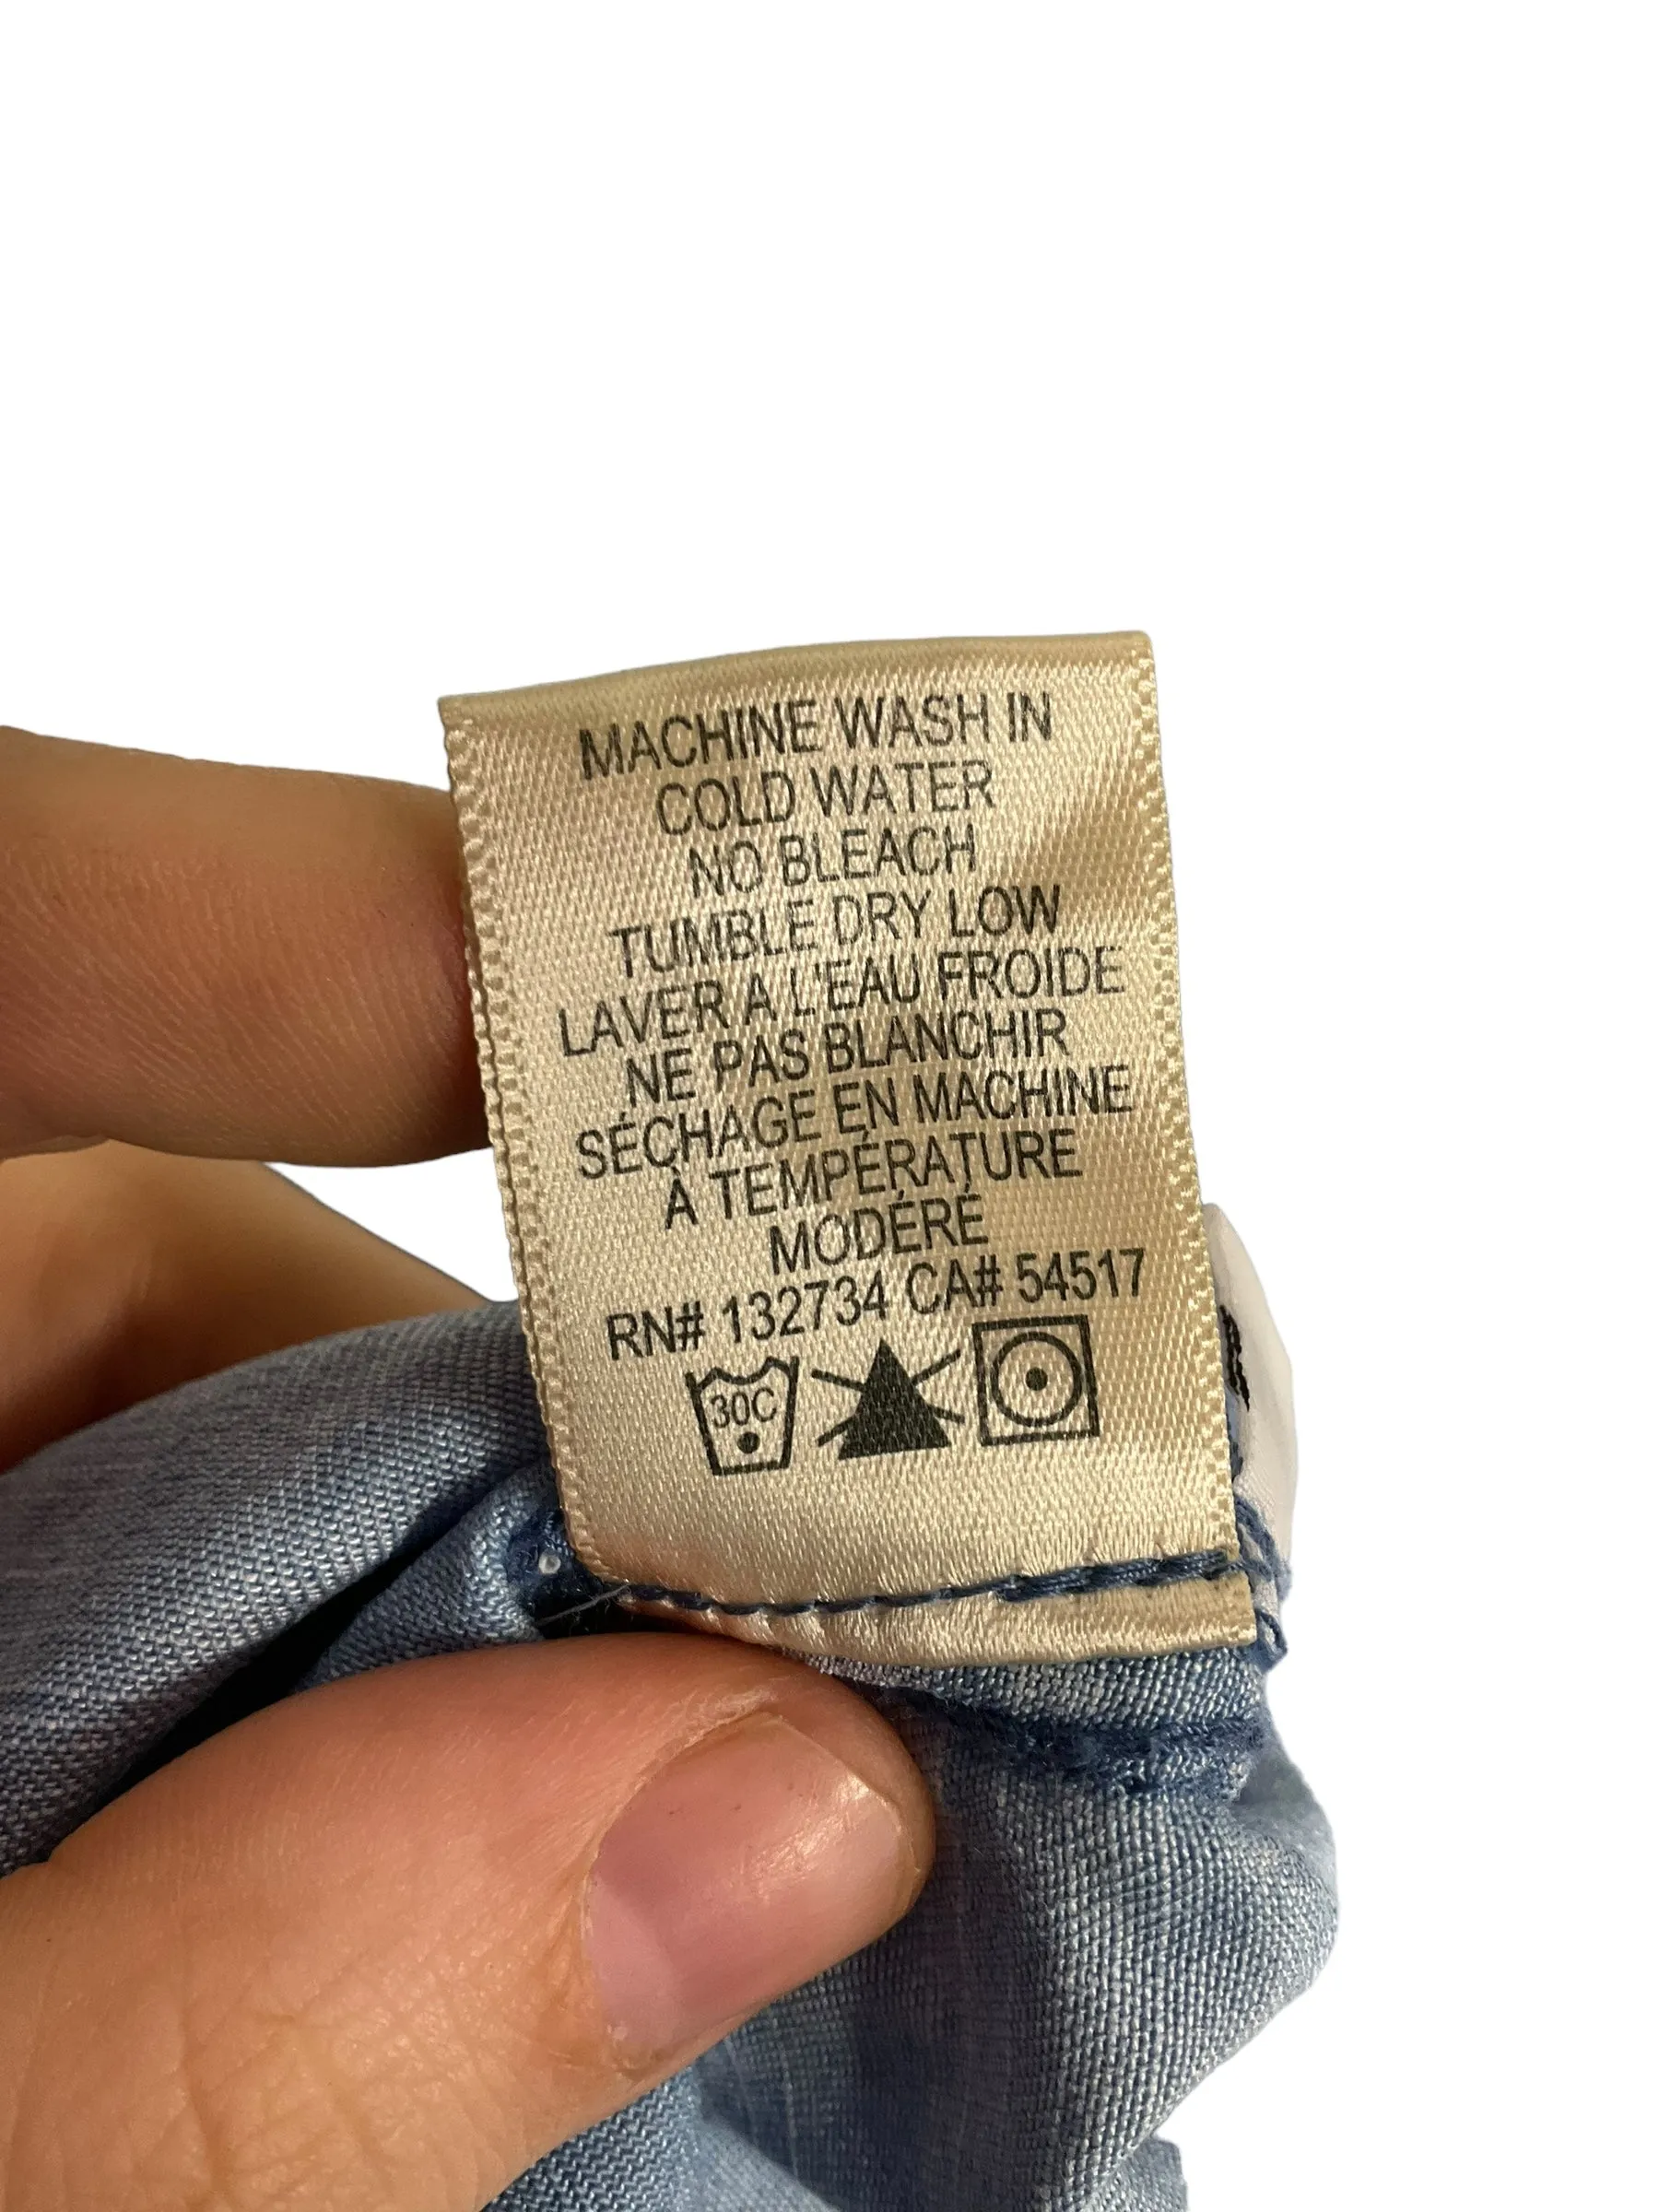 MACHINE WASH IN
COLD WATER
NO BLEACH
TUMBLE DRY LOW
LAVER A L'EAU FROIDE
NE PAS BLANCHIR
SÉCHAGE EN MACHINE
À TEMPÉRATURE
MODÉRÉ
RN# 132734 CA# 54517
30C